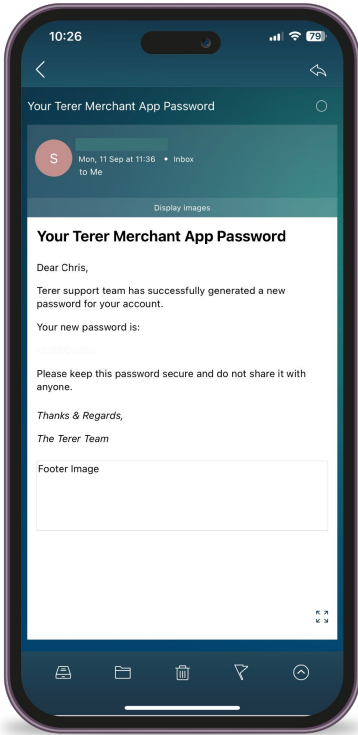 10:26
79
Your Terer Merchant App Password
S
Mon, 11 Sep at 11:36 • Inbox
to Me
Display images
Your Terer Merchant App Password
Dear Chris,
Terer support team has successfully generated a new
password for your account.
Your new password is:
Please keep this password secure and do not share it with
anyone.
Thanks & Regards,
The Terer Team
Footer Image